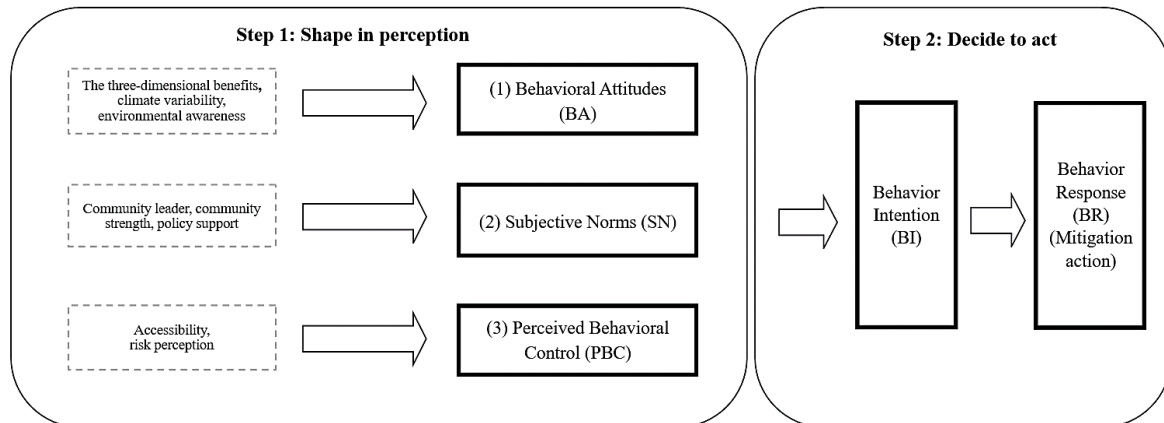 Step 1: Shape in perception
The three-dimensional benefits,
climate variability,
environmental awareness
(1) Behavioral Attitudes
(BA)
Community leader, community
strength, policy support
(2) Subjective Norms (SN)
Accessibility,
risk perception
(3) Perceived Behavioral
Control (PBC)
Step 2: Decide to act
Behavior
Intention
(BI)
Behavior
Response
(BR)
(Mitigation
action)